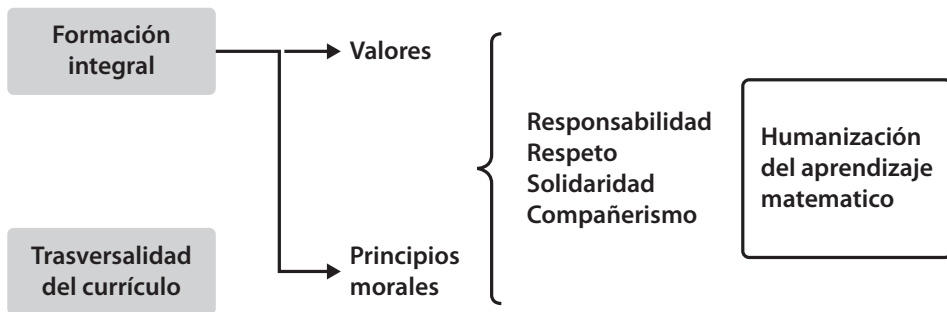 Formación
integral
Valores
Responsabilidad
Respeto
Solidaridad
Compañerismo
Humanización
del aprendizaje
matematico
Trasversalidad
del currículo
Principios
morales